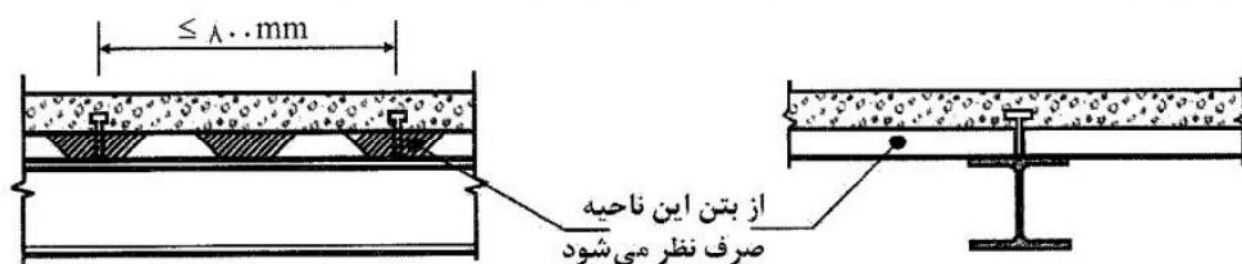 ≤ ۸۰۰mm
از بتن این ناحیه
صرف نظر می‌شود